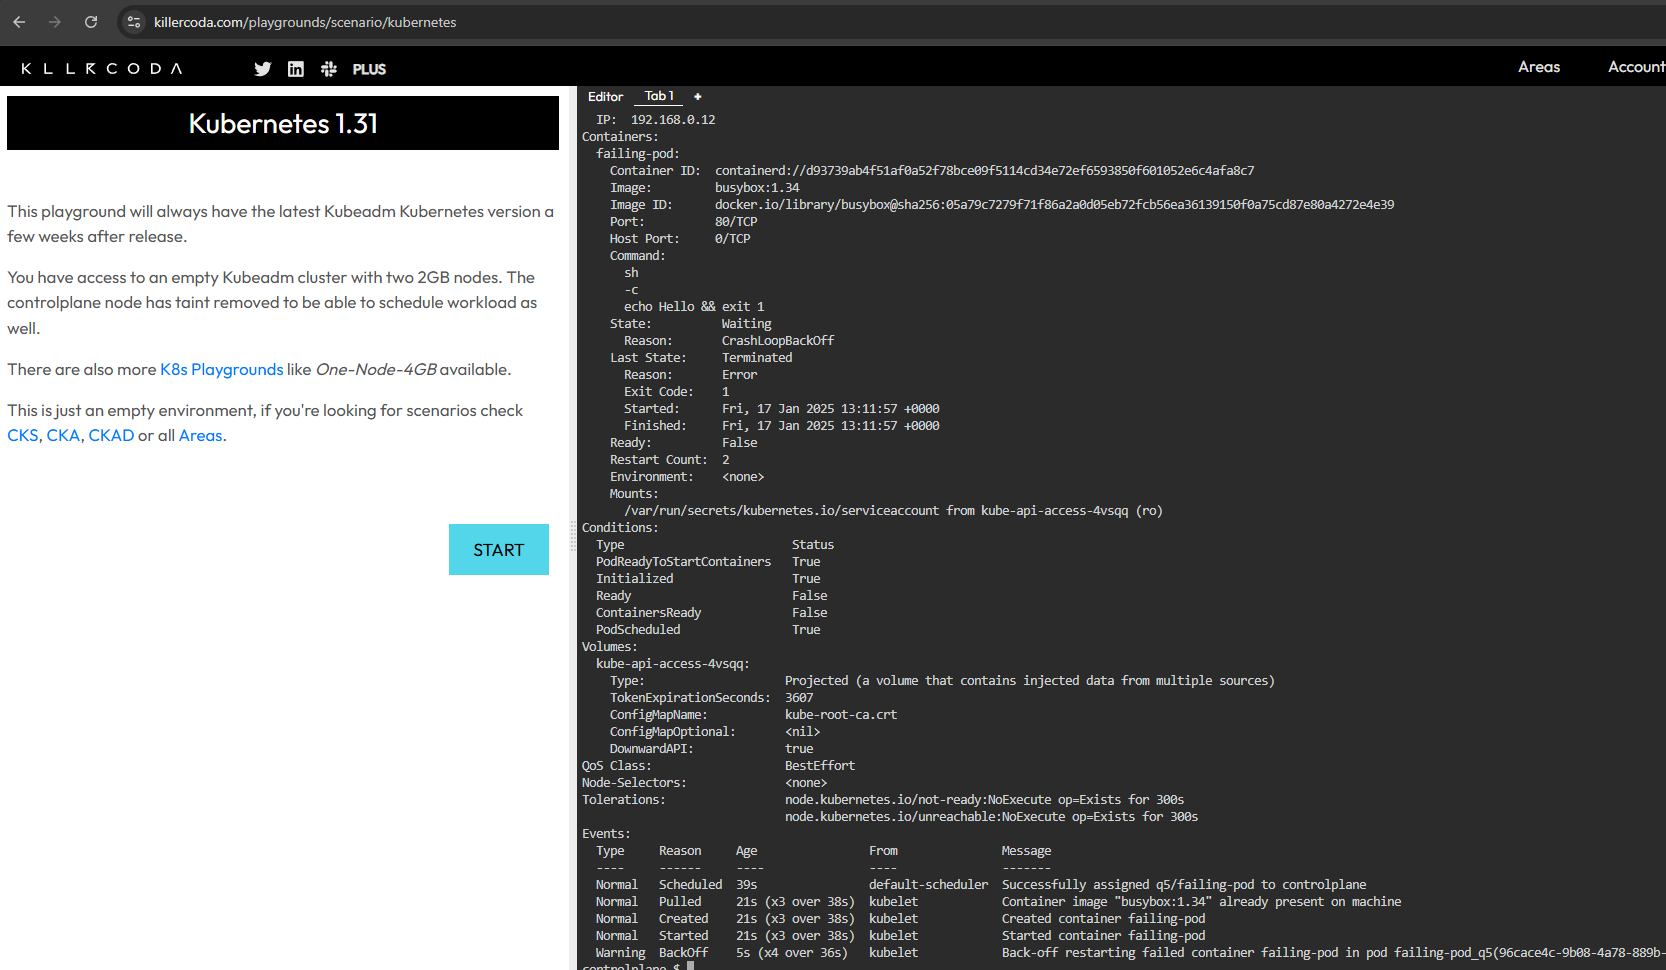 killercoda.com/playgrounds/scenario/kubernetes
KLLRCODA
PLUS
Areas
Account
Kubernetes 1.31
This playground will always have the latest Kubeadm Kubernetes version a
few weeks after release.
You have access to an empty Kubeadm cluster with two 2GB nodes. The
controlplane node has taint removed to be able to schedule workload as
well.
There are also more K8s Playgrounds like One-Node-4GB available.
This is just an empty environment, if you're looking for scenarios check
CKS, CKA, CKAD or all Areas.
START
Editor Tab 1 +
IP: 192.168.0.12
Containers:
failing-pod:
Container ID: containerd://d93739ab4f51af0a52f78bce09f5114cd34e72ef6593850f601052e6c4afa8c7
Image: busybox:1.34
Image ID: docker.io/library/busybox@sha256:05a79c7279f71f86a2a0d05eb72fcb56ea36139150f0a75cd87e80a4272e4e39
Port: 80/TCP
Host Port: 0/TCP
Command:
sh
-c
echo Hello && exit 1
State: Waiting
Reason: CrashLoopBackOff
Last State: Terminated
Reason: Error
Exit Code: 1
Started: Fri, 17 Jan 2025 13:11:57 +0000
Finished: Fri, 17 Jan 2025 13:11:57 +0000
Ready: False
Restart Count: 2
Environment: <none>
Mounts:
/var/run/secrets/kubernetes.io/serviceaccount from kube-api-access-4vsqq (ro)
Conditions:
Type Status
PodReadyToStartContainers True
Initialized True
Ready False
ContainersReady False
PodScheduled True
Volumes:
kube-api-access-4vsqq:
Type: Projected (a volume that contains injected data from multiple sources)
TokenExpirationSeconds: 3607
ConfigMapName: kube-root-ca.crt
ConfigMapOptional: <nil>
DownwardAPI: true
QoS Class: BestEffort
Node-Selectors: <none>
Tolerations: node.kubernetes.io/not-ready:NoExecute op=Exists for 300s
node.kubernetes.io/unreachable:NoExecute op=Exists for 300s
Events:
Type Reason Age From Message
---- ------ ---- ---- -------
Normal Scheduled 39s default-scheduler Successfully assigned q5/failing-pod to controlplane
Normal Pulled 21s (x3 over 38s) kubelet Container image "busybox:1.34" already present on machine
Normal Created 21s (x3 over 38s) kubelet Created container failing-pod
Normal Started 21s (x3 over 38s) kubelet Started container failing-pod
Warning BackOff 5s (x4 over 36s) kubelet Back-off restarting failed container failing-pod in pod failing-pod_q5(96cace4c-9b08-4a78-889b-
controlplane $